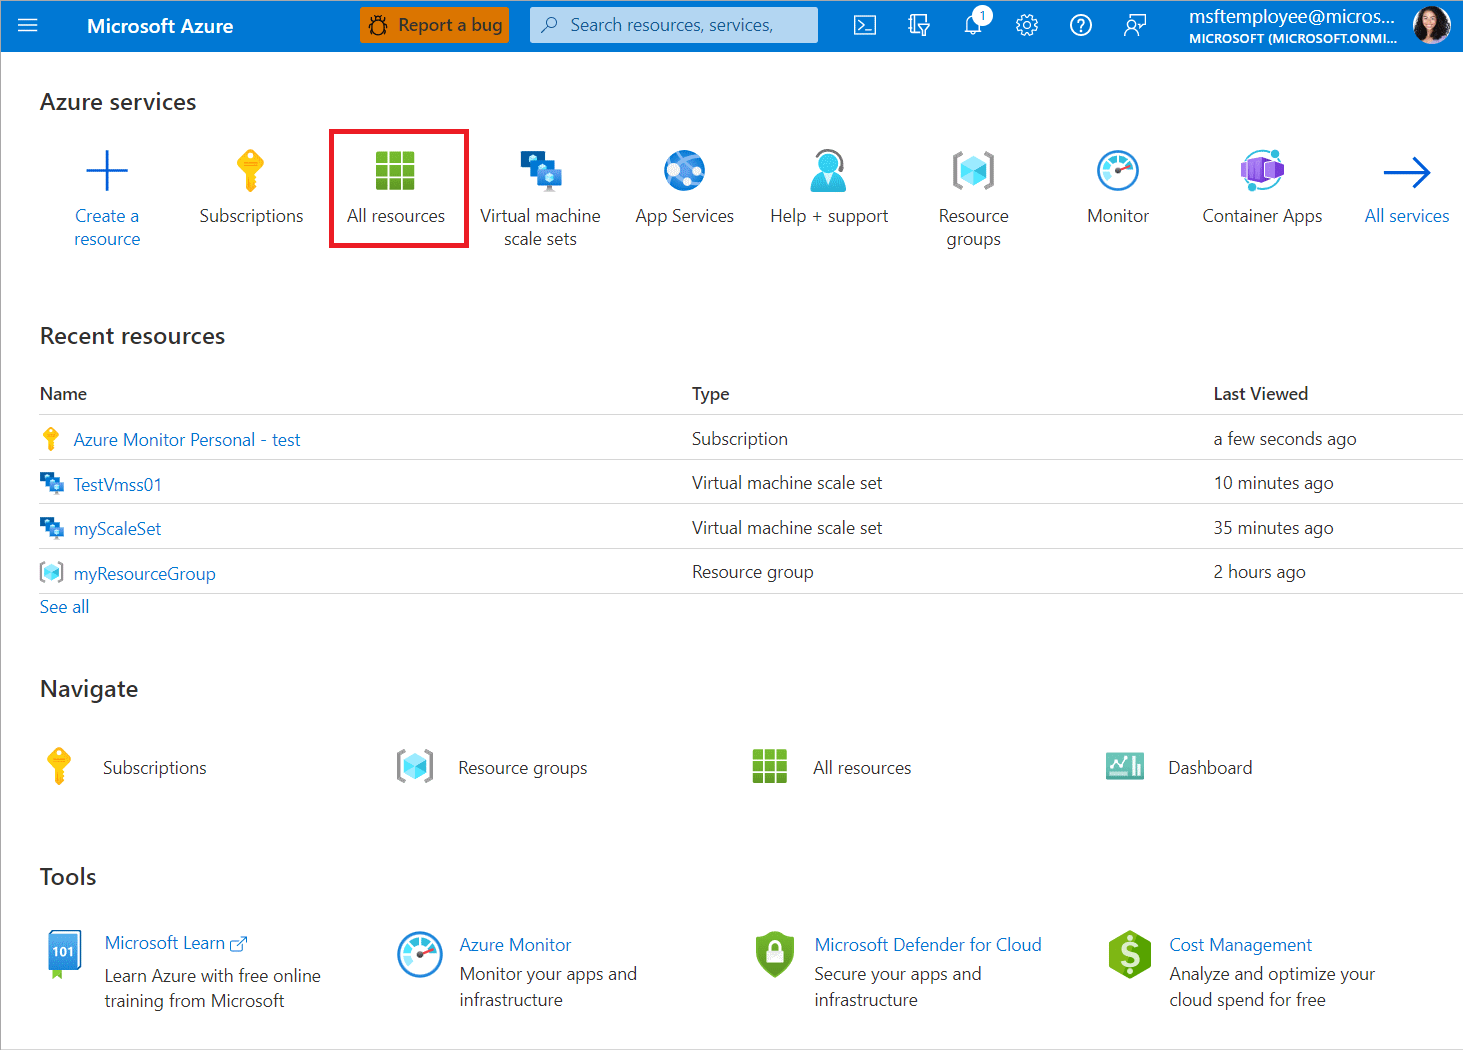 Microsoft Azure
Report a bug
Search resources, services,
1
msftemployee@micros...
MICROSOFT (MICROSOFT.ONMI...
Azure services
Create a
resource
Subscriptions
All resources
Virtual machine
scale sets
App Services
Help + support
Resource
groups
Monitor
Container Apps
All services
Recent resources
Name Type Last Viewed
Azure Monitor Personal - test Subscription a few seconds ago
TestVmss01 Virtual machine scale set 10 minutes ago
myScaleSet Virtual machine scale set 35 minutes ago
myResourceGroup Resource group 2 hours ago
See all
Navigate
Subscriptions
Resource groups
All resources
Dashboard
Tools
101
Microsoft Learn
Learn Azure with free online
training from Microsoft
Azure Monitor
Monitor your apps and
infrastructure
Microsoft Defender for Cloud
Secure your apps and
infrastructure
$
Cost Management
Analyze and optimize your
cloud spend for free